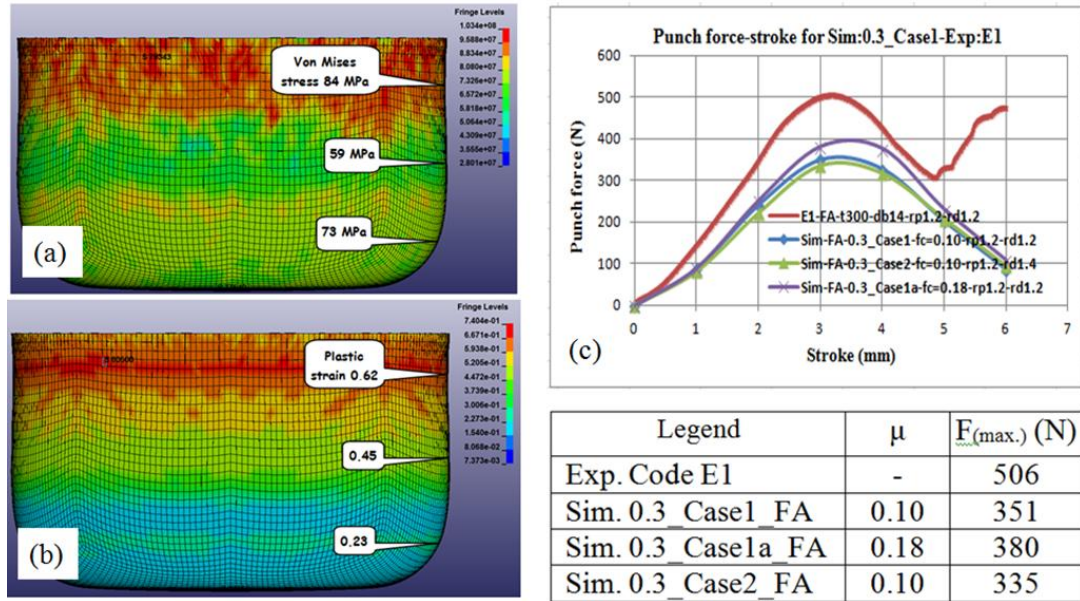 Fringe Levels
1.034e+08
9.588e+07
8.834e+07
8.080e+07
7.326e+07
6.572e+07
5.818e+07
5.064e+07
4.309e+07
3.555e+07
2.801e+07
Von Mises
stress 84 MPa
59 MPa
73 MPa
(a)
Fringe Levels
7.404e-01
6.671e-01
5.938e-01
5.205e-01
4.472e-01
3.739e-01
3.006e-01
2.273e-01
1.540e-01
8.068e-02
7.373e-03
Plastic
strain 0.62
0.45
0.23
(b)
Punch force-stroke for Sim:0.3_Case1-Exp:E1
Punch force (N)
600
500
400
300
200
100
0
E1-FA-t300-db14-rp1.2-rd1.2
Sim-FA-0.3_Case1-fc=0.10-rp1.2-rd1.2
Sim-FA-0.3_Case2-fc=0.10-rp1.2-rd1.4
Sim-FA-0.3_Case1a-fc=0.18-rp1.2-rd1.2
0 1 2 3 4 5 6 7
Stroke (mm)
(c)
Legend μ F(max.) (N)
Exp. Code E1 - 506
Sim. 0.3_Case1_FA 0.10 351
Sim. 0.3_Case1a_FA 0.18 380
Sim. 0.3_Case2_FA 0.10 335